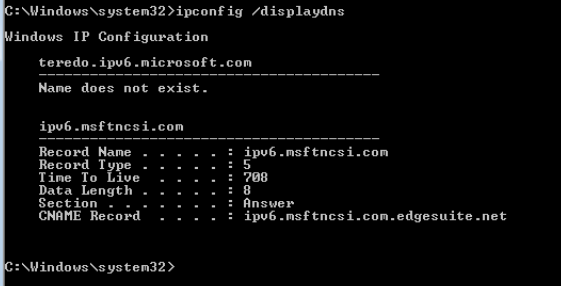 C:\Windows\system32>ipconfig /displaydns
Windows IP Configuration
teredo.ipv6.microsoft.com
----------------------------------------
Name does not exist.
ipv6.msftncsi.com
----------------------------------------
Record Name . . . . . : ipv6.msftncsi.com
Record Type . . . . . : 5
Time To Live  . . . . : 708
Data Length . . . . . : 8
Section . . . . . . . : Answer
CNAME Record  . . . . : ipv6.msftncsi.com.edgesuite.net
C:\Windows\system32>